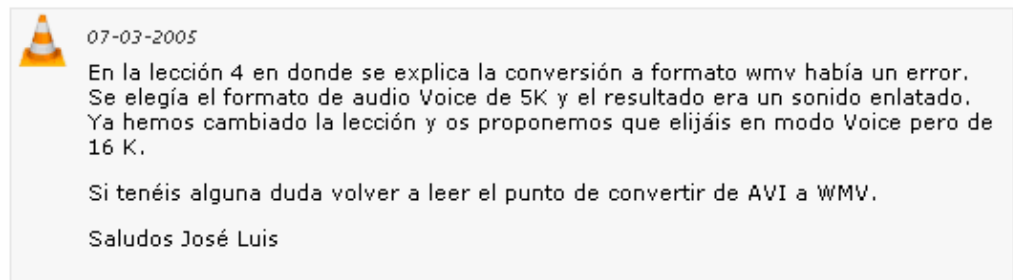 07-03-2005
En la lección 4 en donde se explica la conversión a formato wmv había un error.
Se elegía el formato de audio Voice de 5K y el resultado era un sonido enlatado.
Ya hemos cambiado la lección y os proponemos que elijáis en modo Voice pero de
16 K.
Si tenéis alguna duda volver a leer el punto de convertir de AVI a WMV.
Saludos José Luis